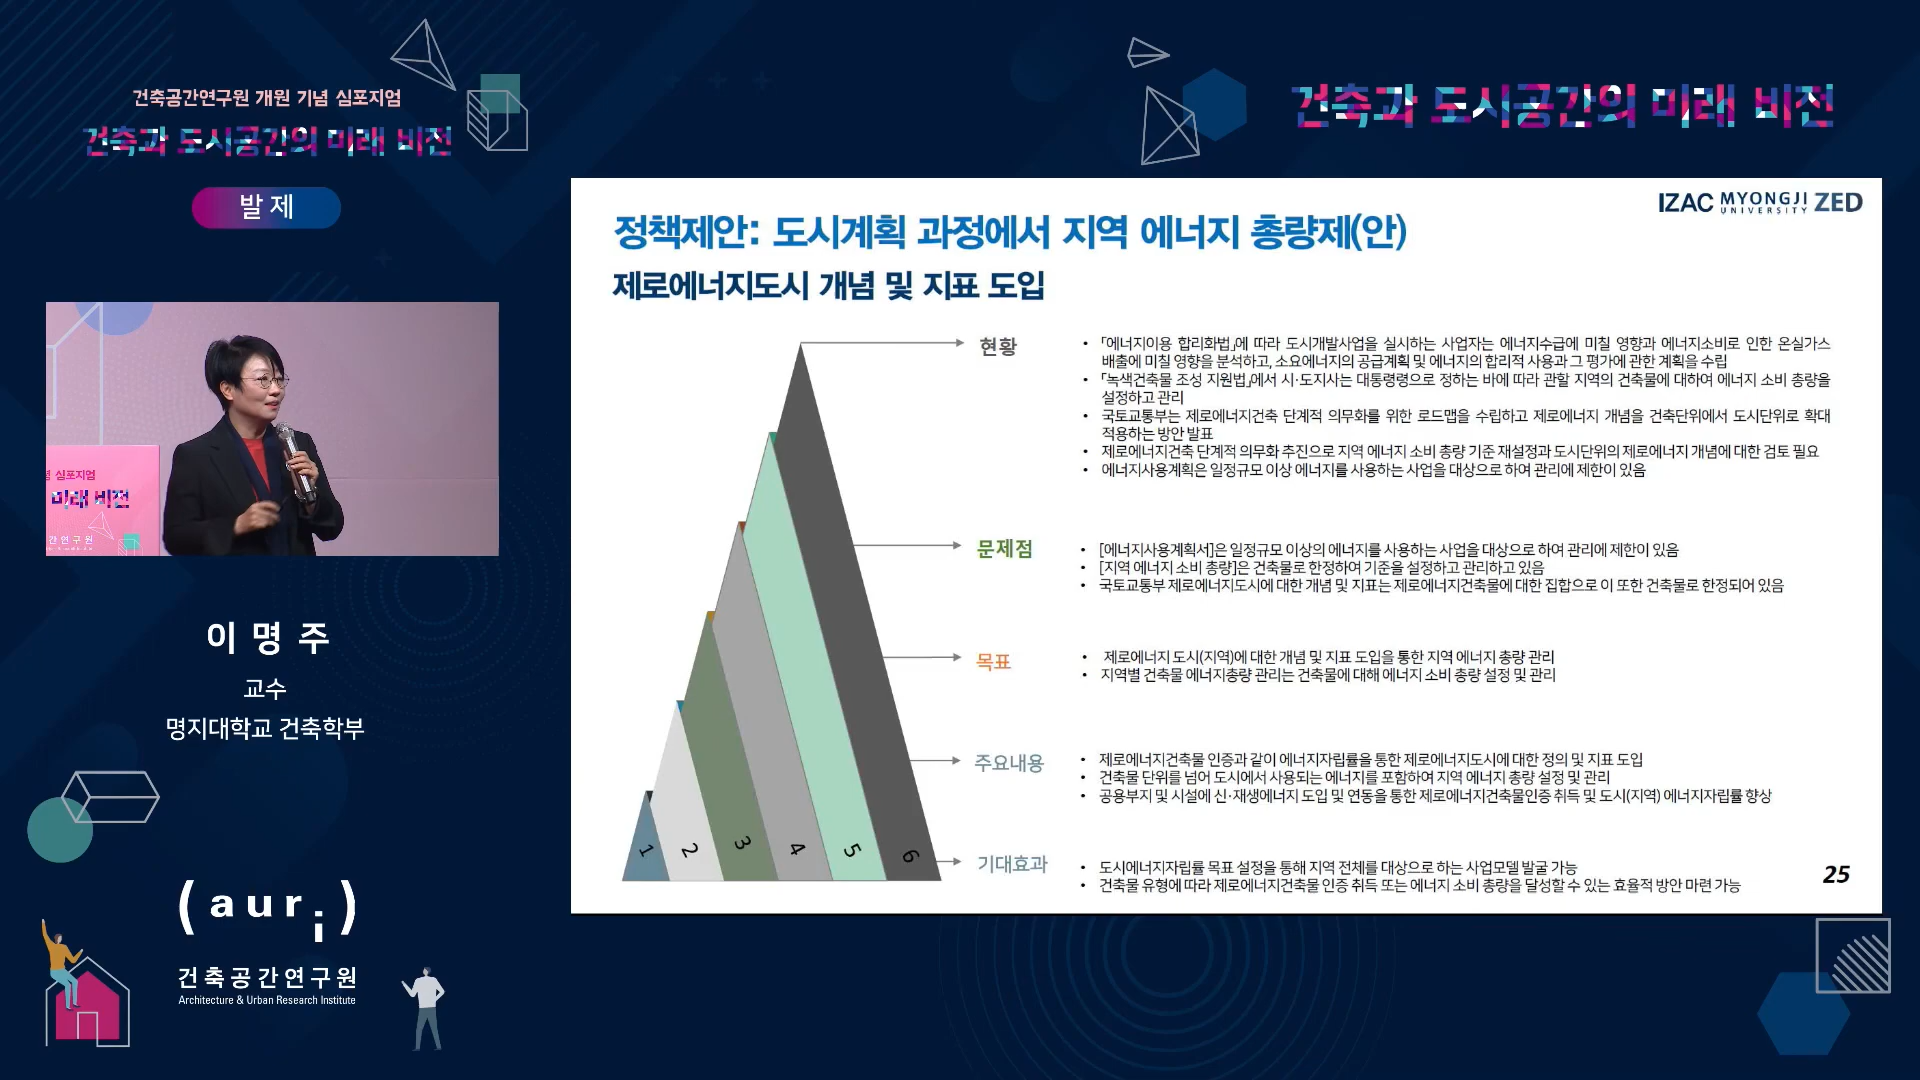 건축공간연구원 개원 기념 심포지엄
건축과 도시공간의 미래 비전
발 제
심포지엄
미래 비전
간연구원
이 명 주
교수
명지대학교 건축학부
(auri)
건축공간연구원
Architecture & Urban Research Institute
건축과 도시공간의 미래 비전
IZAC MYONGJI UNIVERSITY ZED
정책제안: 도시계획 과정에서 지역 에너지 총량제(안)
제로에너지도시 개념 및 지표 도입
현황
• 「에너지이용 합리화법」에 따라 도시개발사업을 실시하는 사업자는 에너지수급에 미칠 영향과 에너지소비로 인한 온실가스
배출에 미칠 영향을 분석하고, 소요에너지의 공급계획 및 에너지의 합리적 사용과 그 평가에 관한 계획을 수립
• 「녹색건축물 조성 지원법」에서 시·도지사는 대통령령으로 정하는 바에 따라 관할 지역의 건축물에 대하여 에너지 소비 총량을
설정하고 관리
• 국토교통부는 제로에너지건축 단계적 의무화를 위한 로드맵을 수립하고 제로에너지 개념을 건축단위에서 도시단위로 확대
적용하는 방안 발표
• 제로에너지건축 단계적 의무화 추진으로 지역 에너지 소비 총량 기준 재설정과 도시단위의 제로에너지 개념에 대한 검토 필요
• 에너지사용계획은 일정규모 이상 에너지를 사용하는 사업을 대상으로 하여 관리에 제한이 있음
문제점
• [에너지사용계획서]은 일정규모 이상의 에너지를 사용하는 사업을 대상으로 하여 관리에 제한이 있음
• [지역 에너지 소비 총량]은 건축물로 한정하여 기준을 설정하고 관리하고 있음
• 국토교통부 제로에너지도시에 대한 개념 및 지표는 제로에너지건축물에 대한 집합으로 이 또한 건축물로 한정되어 있음
목표
• 제로에너지 도시(지역)에 대한 개념 및 지표 도입을 통한 지역 에너지 총량 관리
• 지역별 건축물 에너지총량 관리는 건축물에 대해 에너지 소비 총량 설정 및 관리
주요내용
• 제로에너지건축물 인증과 같이 에너지자립률을 통한 제로에너지도시에 대한 정의 및 지표 도입
• 건축물 단위를 넘어 도시에서 사용되는 에너지를 포함하여 지역 에너지 총량 설정 및 관리
• 공용부지 및 시설에 신·재생에너지 도입 및 연동을 통한 제로에너지건축물인증 취득 및 도시(지역) 에너지자립률 향상
기대효과
• 도시에너지자립률 목표 설정을 통해 지역 전체를 대상으로 하는 사업모델 발굴 가능
• 건축물 유형에 따라 제로에너지건축물 인증 취득 또는 에너지 소비 총량을 달성할 수 있는 효율적 방안 마련 가능
1 2 3 4 5 6
25